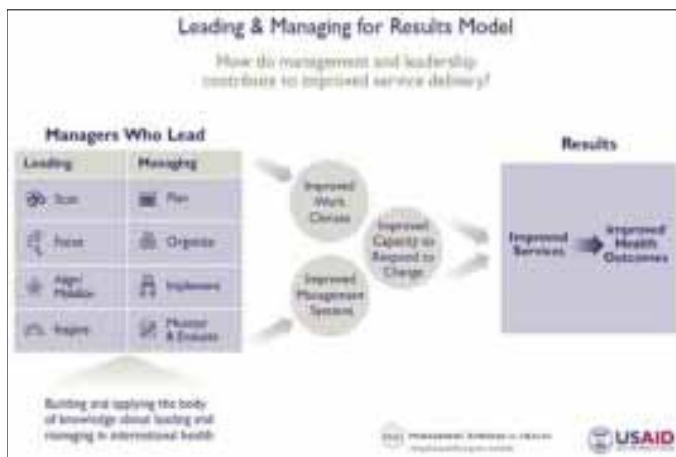 Leading & Managing for Results Model
How do management and leadership
contribute to improved service delivery?
Managers Who Lead
Leading
Managing
Scan
Plan
Focus
Organize
Align/
Mobilize
Implement
Inspire
Monitor
& Evaluate
Improved
Work
Climate
Improved
Management
Systems
Improved
Capacity to
Respond to
Change
Results
Improved
Services
Improved
Health
Outcomes
Building and applying the body
of knowledge about leading and
managing in international health
USAID